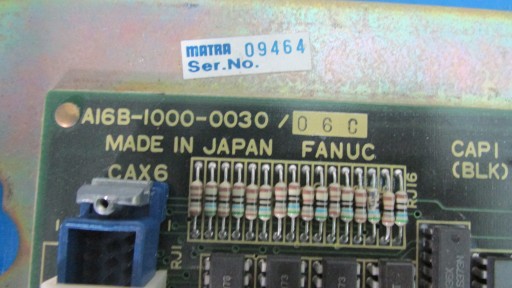 MATRA 09464
Ser.No.
A16B-1000-0030 / 06C
MADE IN JAPAN FANUC
CAX6
CAP1
(BLK)
RJ16
RJ1